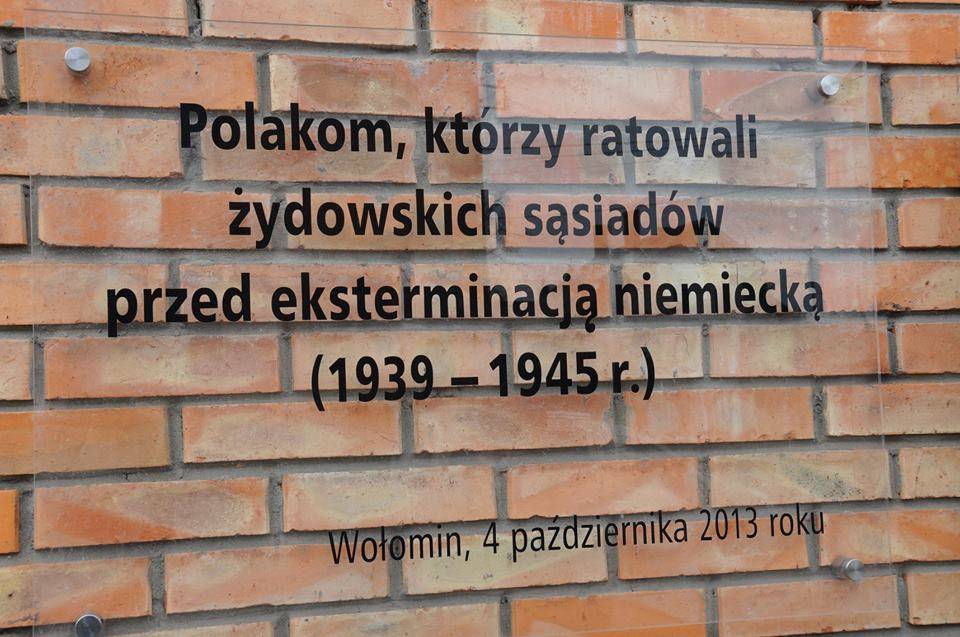 Polakom, którzy ratowali
żydowskich sąsiadów
przed eksterminacją niemiecką
(1939 – 1945 r.)
Wołomin, 4 października 2013 roku